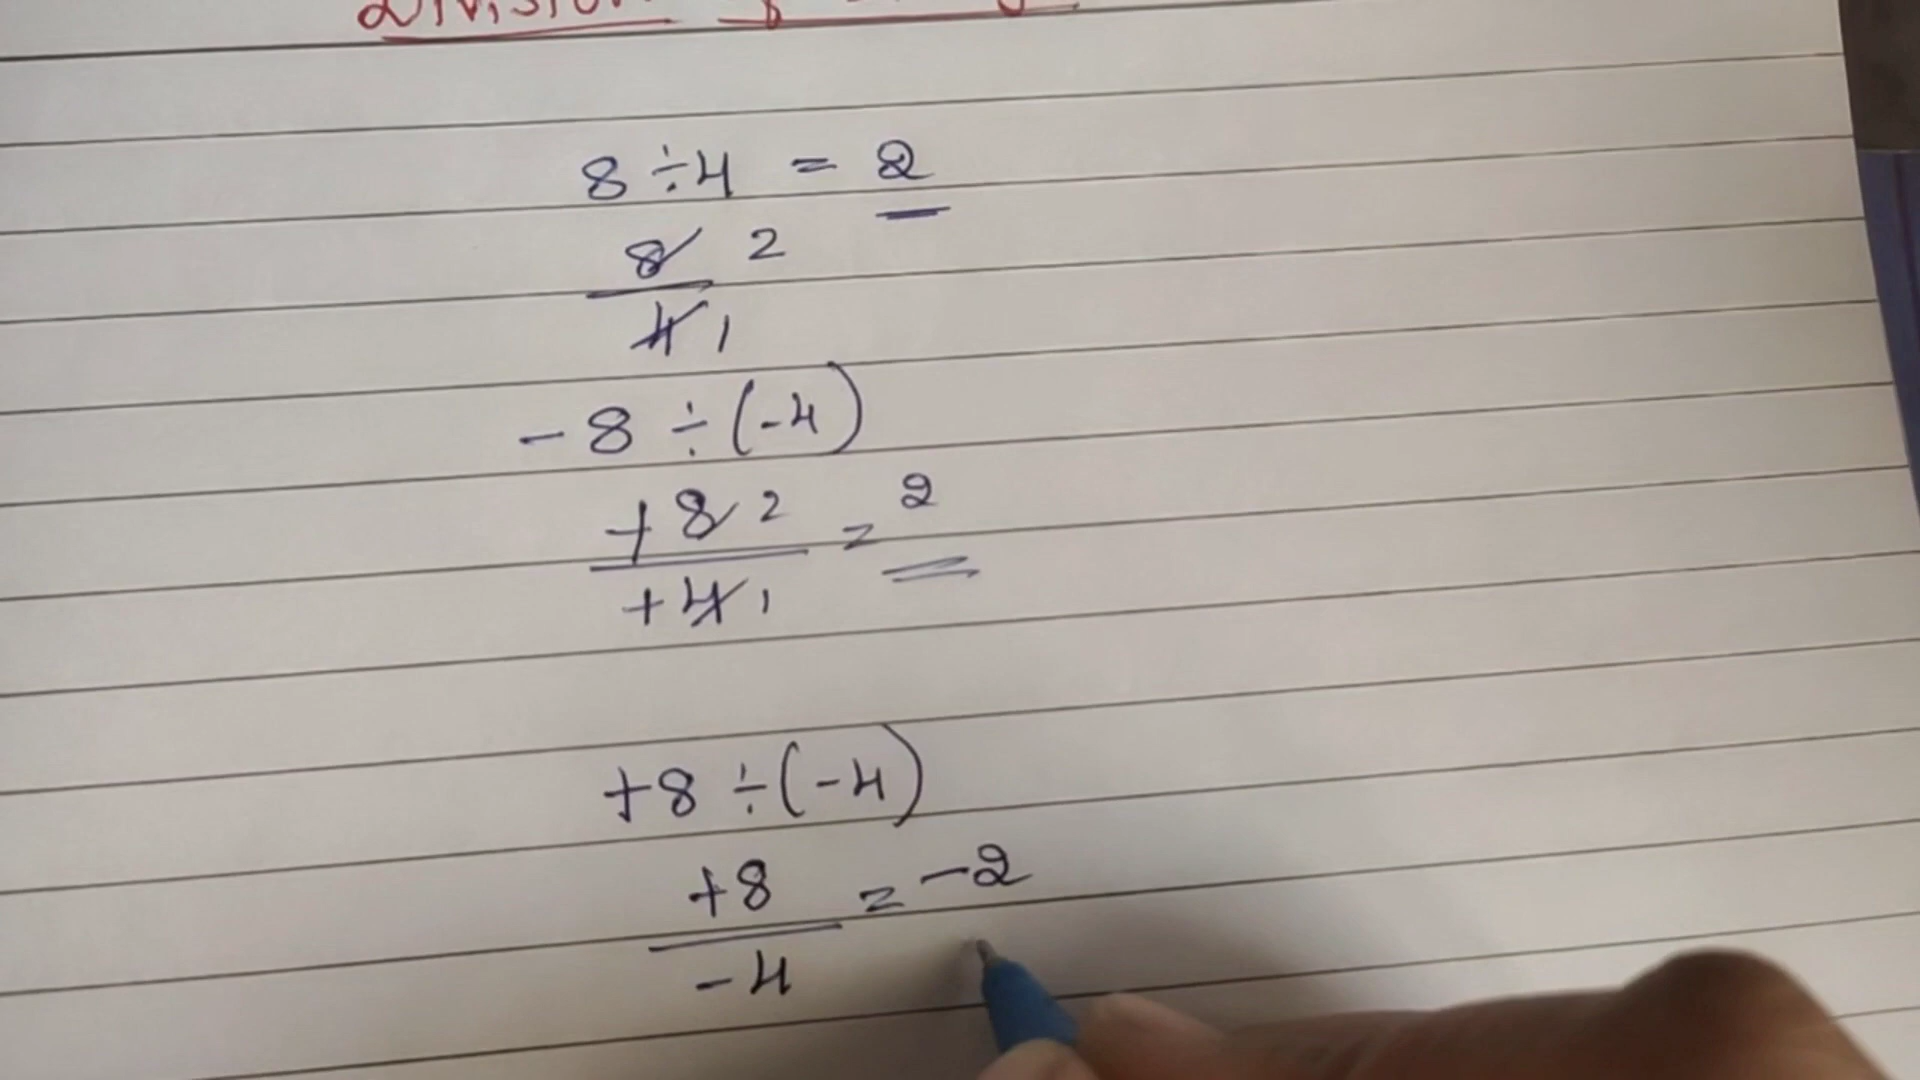 Division
8 ÷ 4 = 2
8 2
4 1
- 8 ÷ (-4)
+8 2 = 2
+4 1
+8 ÷ (-4)
+8 = -2
-4